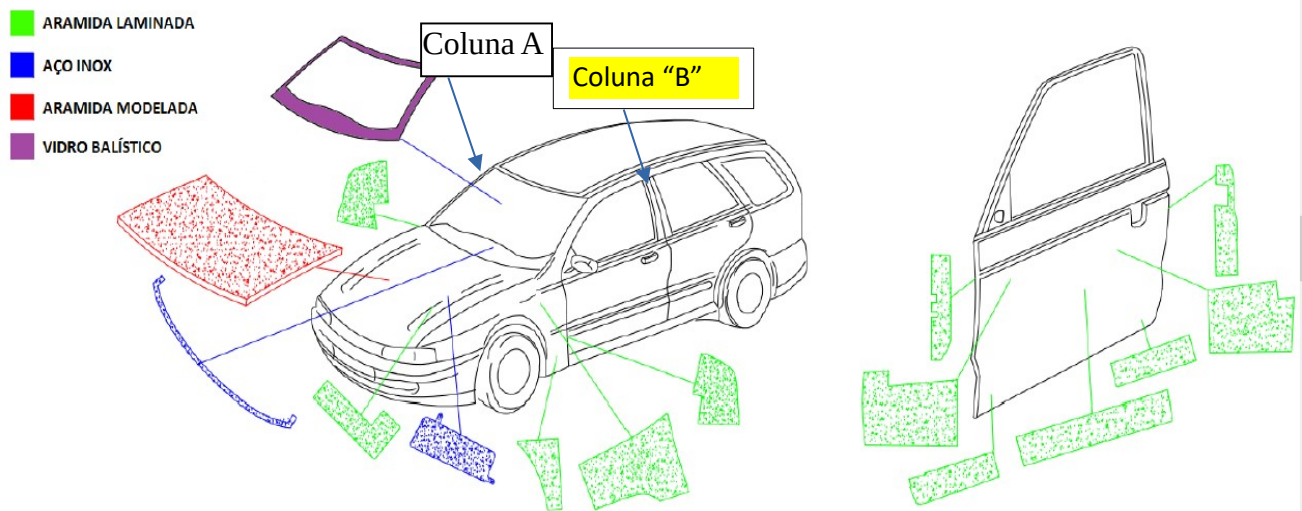 ARAMIDA LAMINADA
AÇO INOX
ARAMIDA MODELADA
VIDRO BALÍSTICO
Coluna A
Coluna “B”